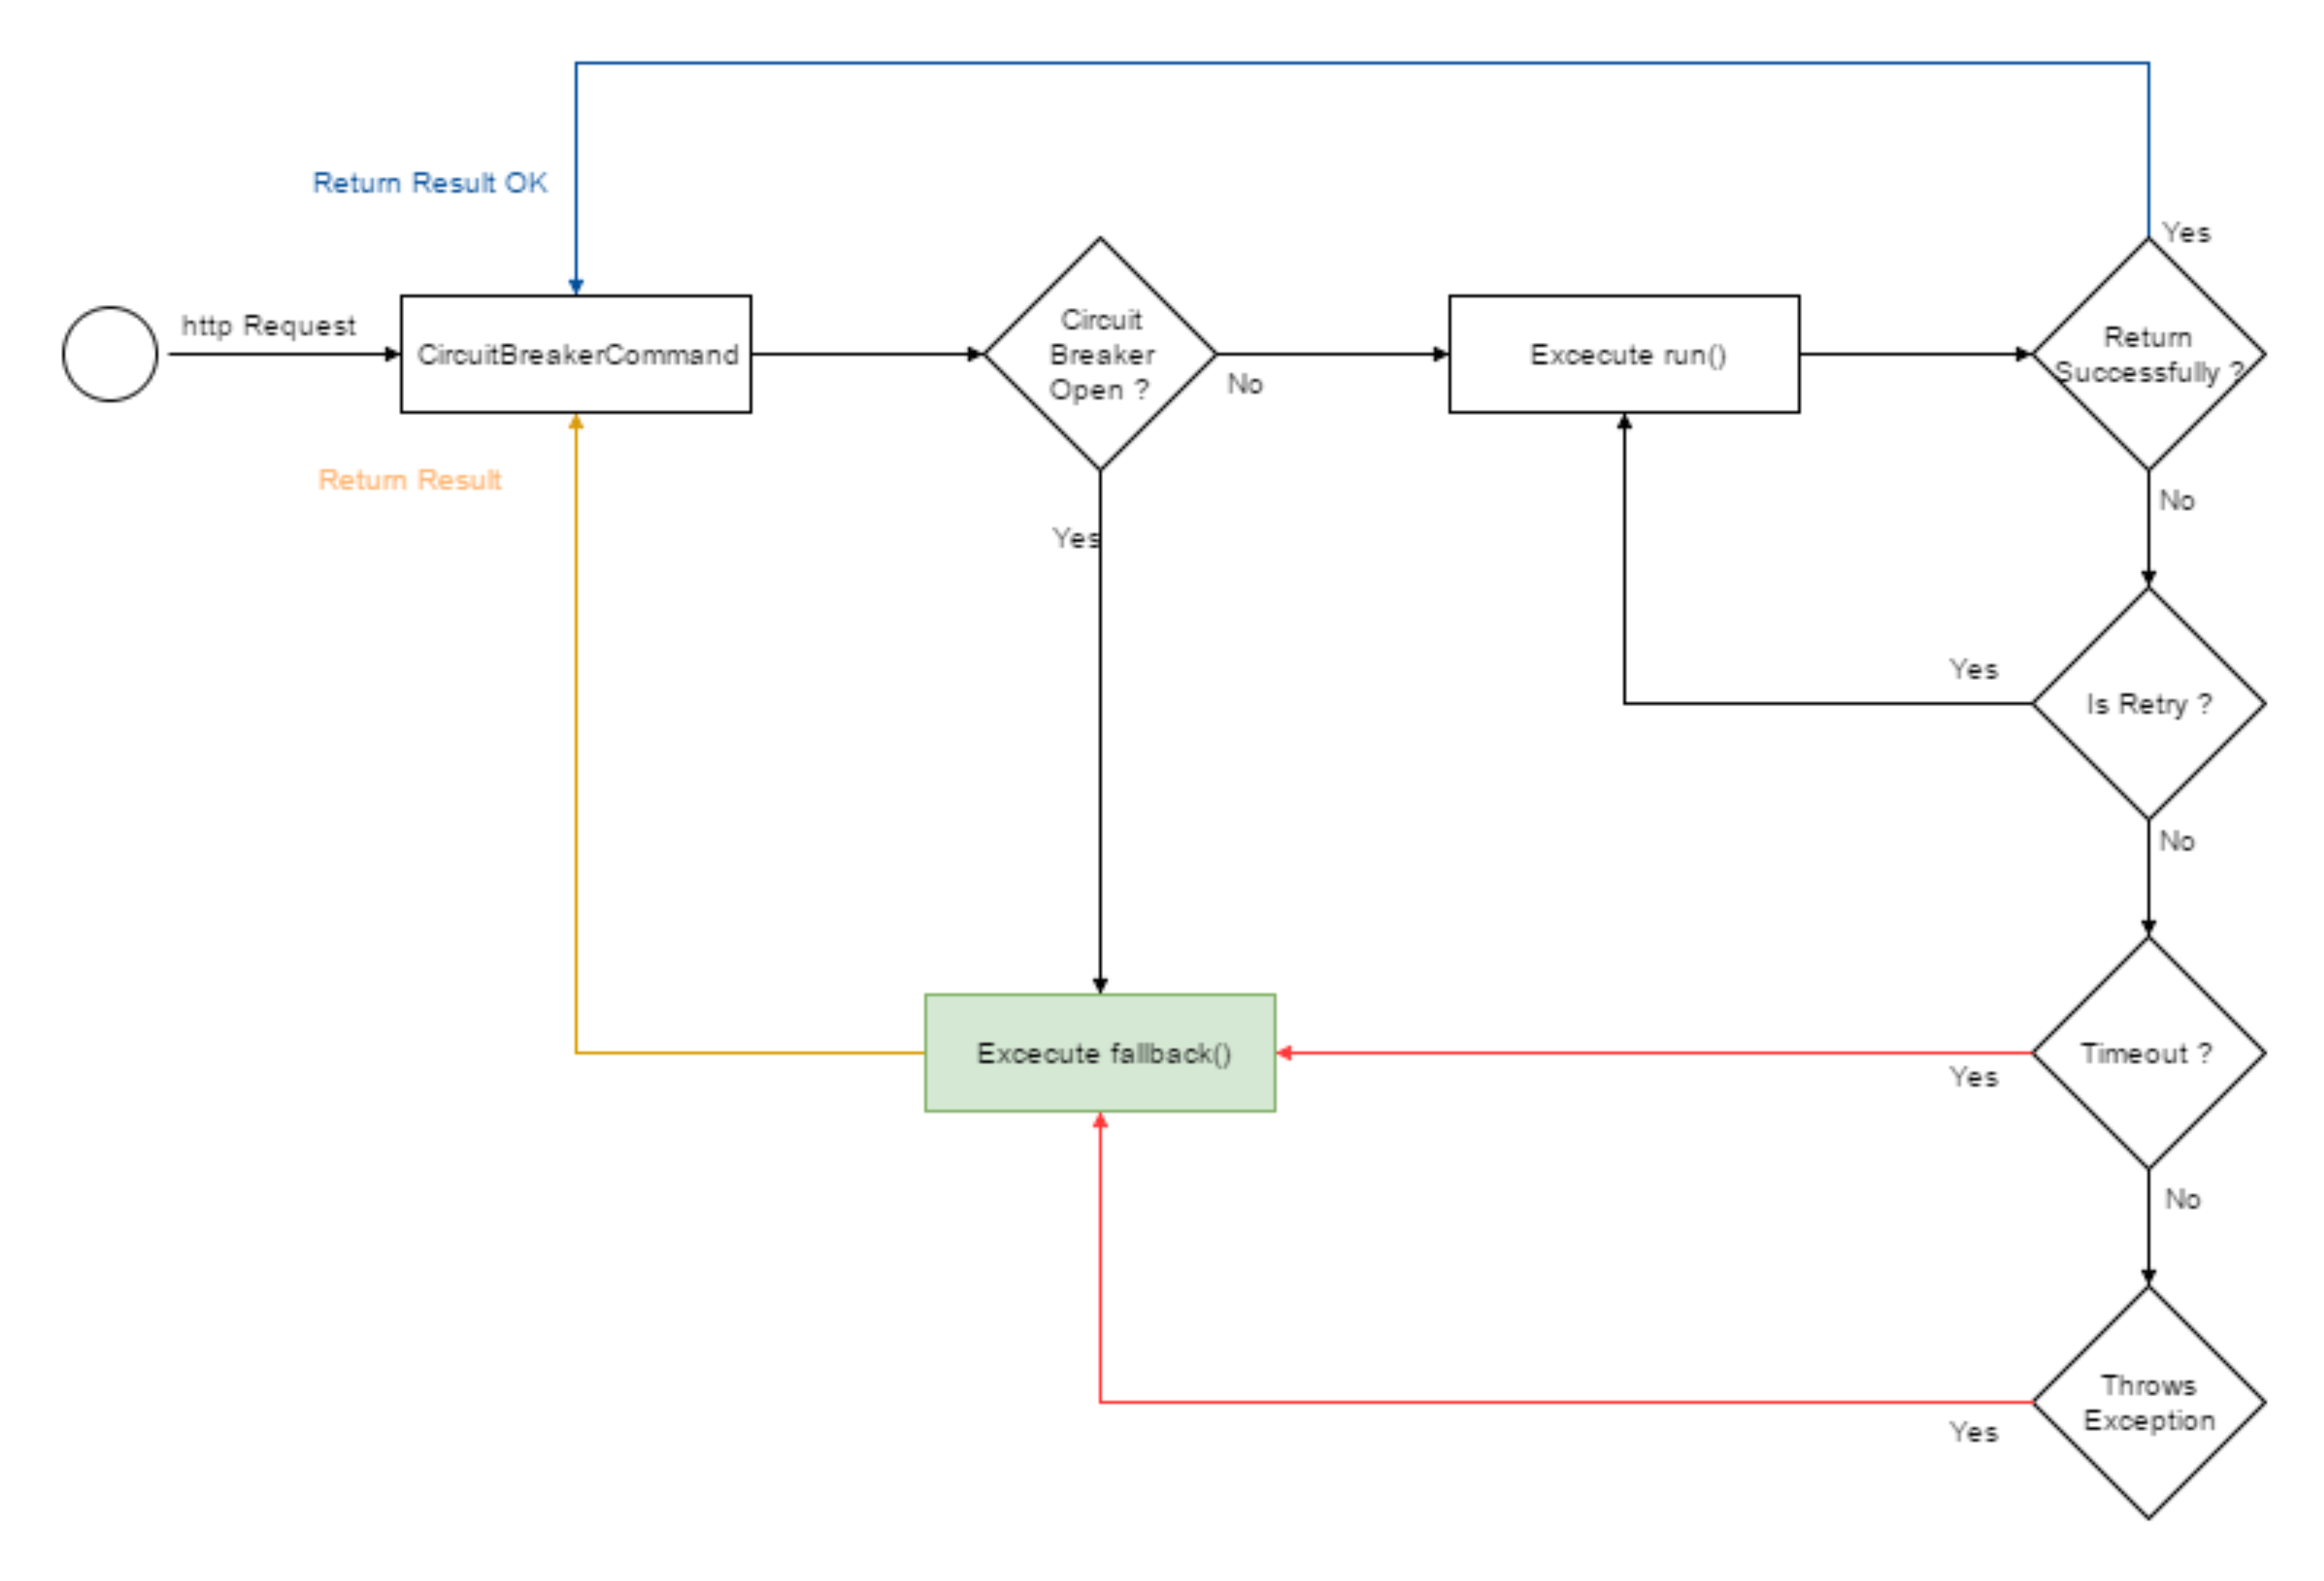 Return Result OK
Yes
http Request
CircuitBreakerCommand
Circuit
Breaker
Open ?
No
Excecute run()
Return
Successfully ?
Return Result
Yes
No
Yes
Is Retry ?
No
Excecute fallback()
Timeout ?
Yes
No
Throws
Exception
Yes